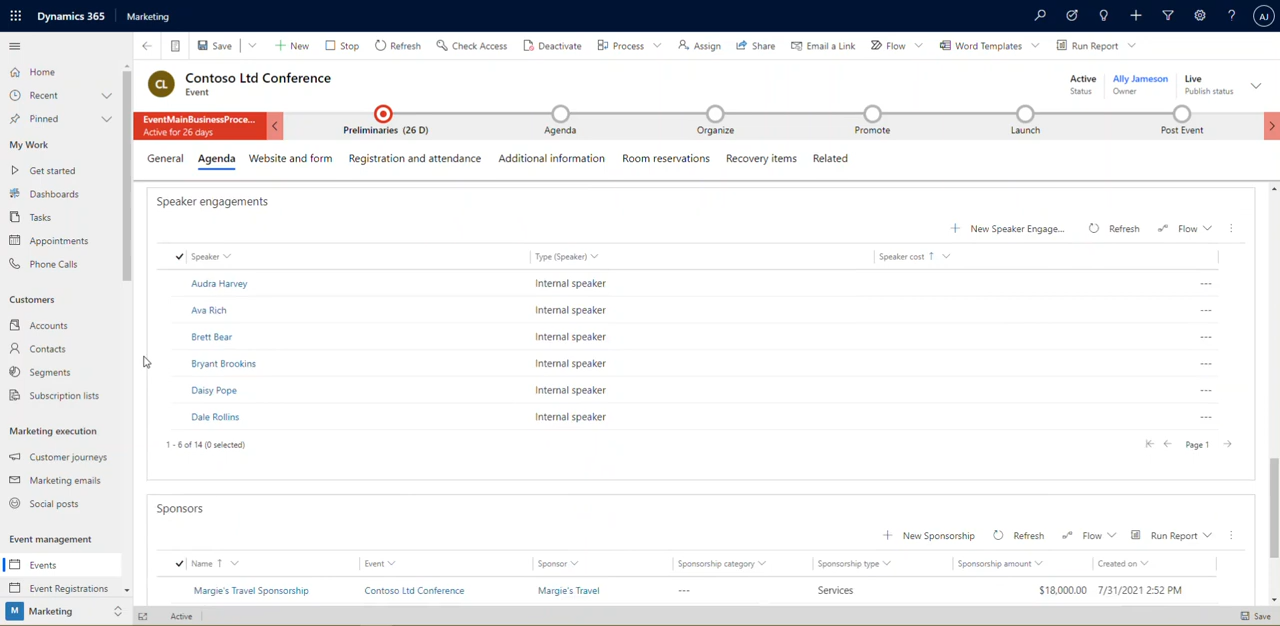 Dynamics 365 Marketing AJ
Save New Stop Refresh Check Access Deactivate Process Assign Share Email a Link Flow Word Templates Run Report
CL Contoso Ltd Conference
Event
Active
Status
Ally Jameson
Owner
Live
Publish status
EventMainBusinessProce...
Active for 26 days
Preliminaries (26 D) Agenda Organize Promote Launch Post Event
General Agenda Website and form Registration and attendance Additional information Room reservations Recovery items Related
Home
Recent
Pinned
My Work
Get started
Dashboards
Tasks
Appointments
Phone Calls
Customers
Accounts
Contacts
Segments
Subscription lists
Marketing execution
Customer journeys
Marketing emails
Social posts
Event management
Events
Event Registrations
M Marketing
Speaker engagements
New Speaker Engage... Refresh Flow
Speaker Type (Speaker) Speaker cost
Audra Harvey Internal speaker ---
Ava Rich Internal speaker ---
Brett Bear Internal speaker ---
Bryant Brookins Internal speaker ---
Daisy Pope Internal speaker ---
Dale Rollins Internal speaker ---
1 - 6 of 14 (0 selected) Page 1
Sponsors
New Sponsorship Refresh Flow Run Report
Name Event Sponsor Sponsorship category Sponsorship type Sponsorship amount Created on
Margie's Travel Sponsorship Contoso Ltd Conference Margie's Travel --- Services $18,000.00 7/31/2021 2:52 PM
Active Save